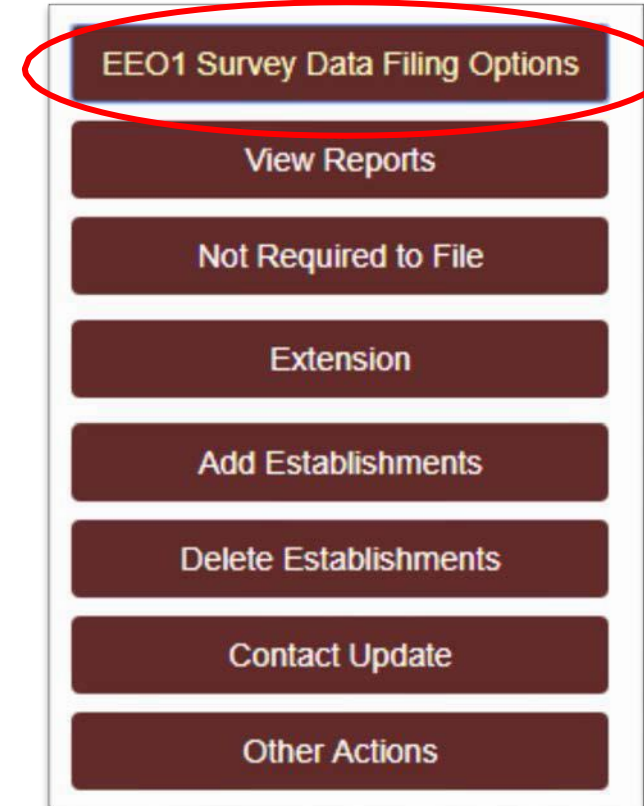 EEO1 Survey Data Filing Options
View Reports
Not Required to File
Extension
Add Establishments
Delete Establishments
Contact Update
Other Actions